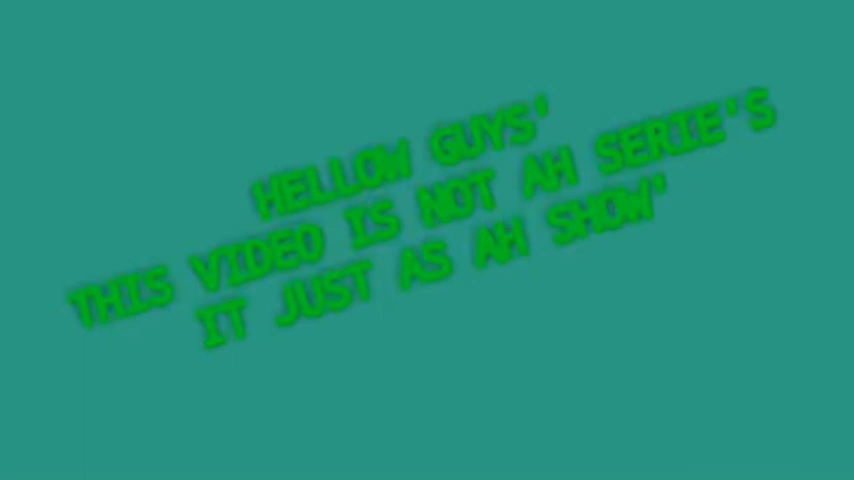 HELLOW GUYS'
THIS VIDEO IS NOT AH SERIE'S
IT JUST AS AH SHOW'